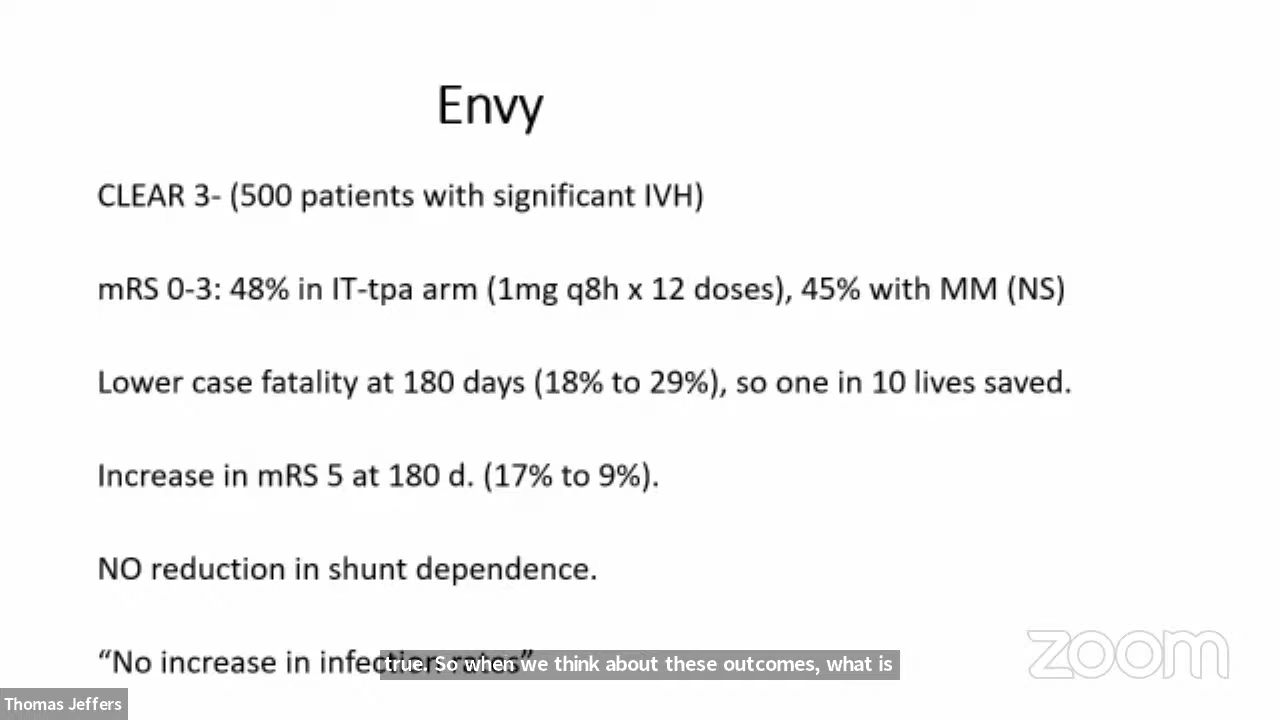 Envy
CLEAR 3- (500 patients with significant IVH)
mRS 0-3: 48% in IT-tpa arm (1mg q8h x 12 doses), 45% with MM (NS)
Lower case fatality at 180 days (18% to 29%), so one in 10 lives saved.
Increase in mRS 5 at 180 d. (17% to 9%).
NO reduction in shunt dependence.
“No increase in infection rates”
true. So when we think about these outcomes, what is
zoom
Thomas Jeffers